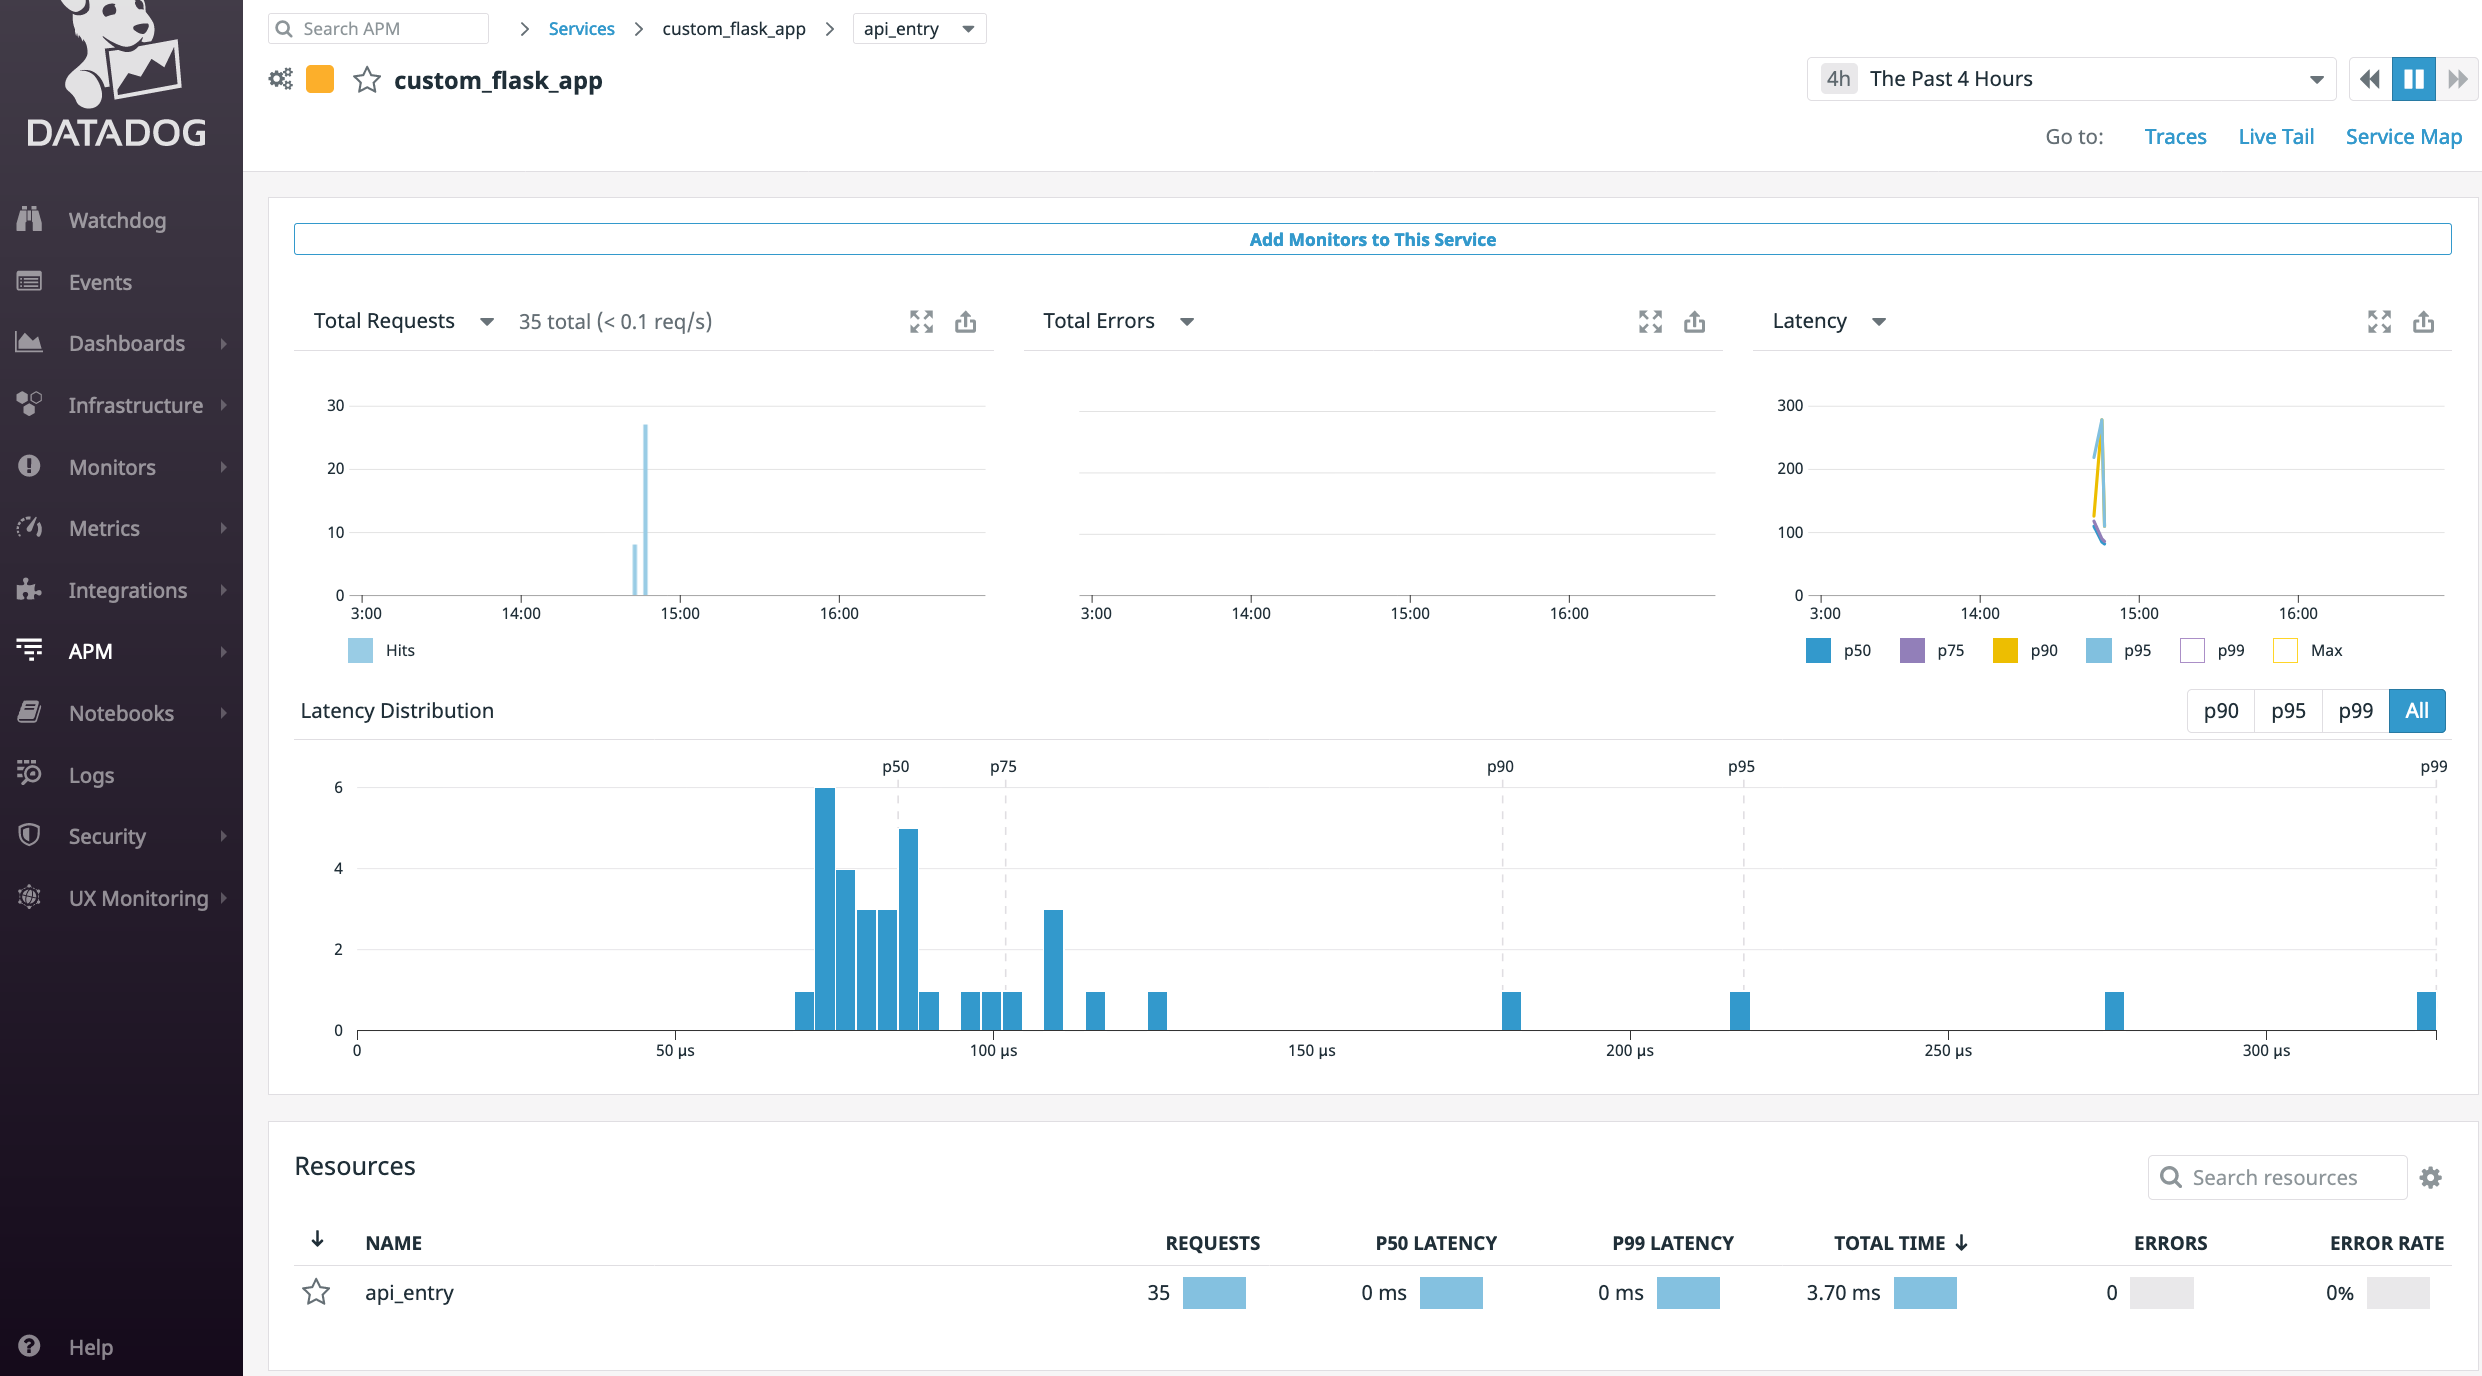 DATADOG
Watchdog
Events
Dashboards
Infrastructure
Monitors
Metrics
Integrations
APM
Notebooks
Logs
Security
UX Monitoring
Help
Search APM > Services > custom_flask_app > api_entry
custom_flask_app
4h The Past 4 Hours
Go to: Traces Live Tail Service Map
Add Monitors to This Service
Total Requests 35 total (< 0.1 req/s)
30
20
10
0
3:00 14:00 15:00 16:00
Hits
Total Errors
3:00 14:00 15:00 16:00
Latency
300
200
100
0
3:00 14:00 15:00 16:00
p50 p75 p90 p95 p99 Max
Latency Distribution
p90 p95 p99 All
p50 p75 p90 p95 p99
6
4
2
0
0 50 µs 100 µs 150 µs 200 µs 250 µs 300 µs
Resources
Search resources
NAME REQUESTS P50 LATENCY P99 LATENCY TOTAL TIME ERRORS ERROR RATE
api_entry 35 0 ms 0 ms 3.70 ms 0 0%